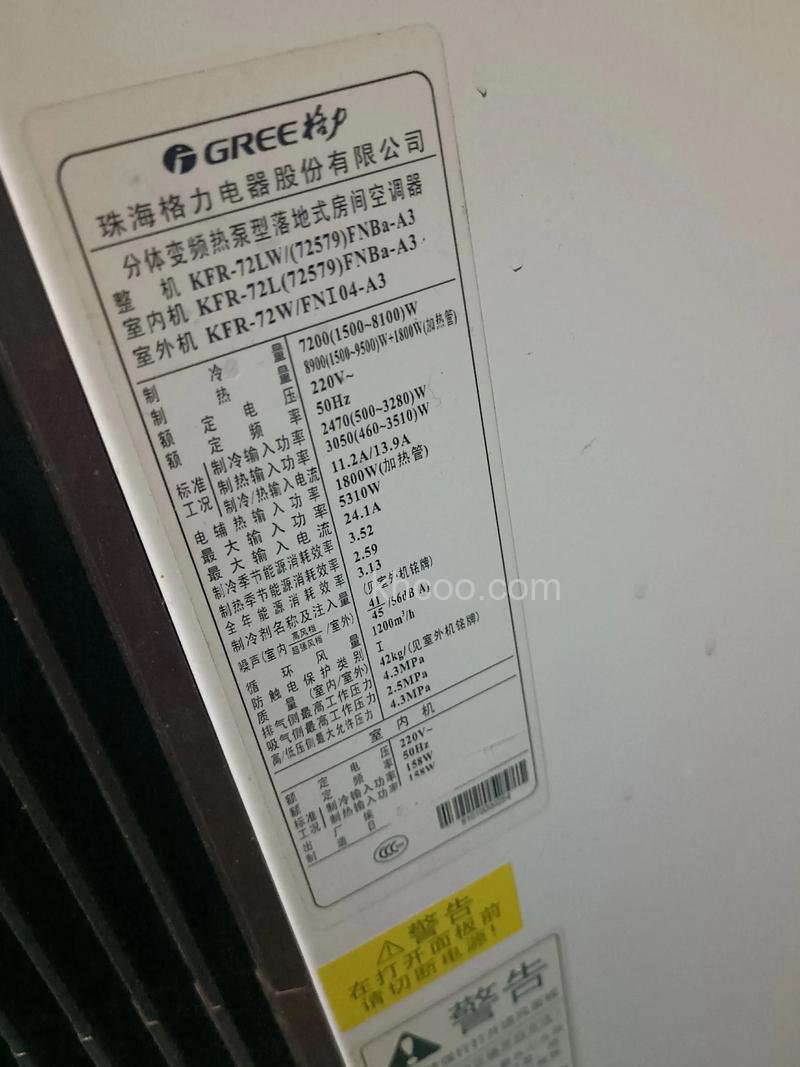 GREE格力
珠海格力电器股份有限公司
分体变频热泵型落地式房间空调器
整 机 KFR-72LW/(72579)FNBa-A3
室内机 KFR-72L(72579)FNBa-A3
室外机 KFR-72W/FNI04-A3
制冷量 7200(1500~8100)W
制热量 8900(1500~9500)W+1800W(加热管)
额定电压 220V~
额定频率 50Hz
标准工况 制冷输入功率 2470(500~3280)W
制热输入功率 3050(460~3510)W
制冷/热输入电流 11.2A/13.9A
电辅热输入功率 1800W(加热管)
最大输入功率 5310W
最大输入电流 24.1A
制冷季节能源消耗效率 3.52
制热季节能源消耗效率 2.59
全年能源消耗效率 3.13
制冷剂名称及注入量 (见室外机铭牌)
噪声(室内 高风档/超强风档 /室外) 41/45 /56dB(A)
循环风量 1200m³/h
防触电保护类别 I
质量(室内/室外) 42kg/(见室外机铭牌)
排气侧最高工作压力 4.3MPa
吸气侧最高工作压力 2.5MPa
高/低压侧最大允许压力 4.3MPa
室内机
额定电压 220V~
额定频率 50Hz
标准工况 制冷输入功率 158W
制热输入功率 158W
出厂编
制造日
CCC
khooo.com
警告
在打开面板前
请切断电源!
警告